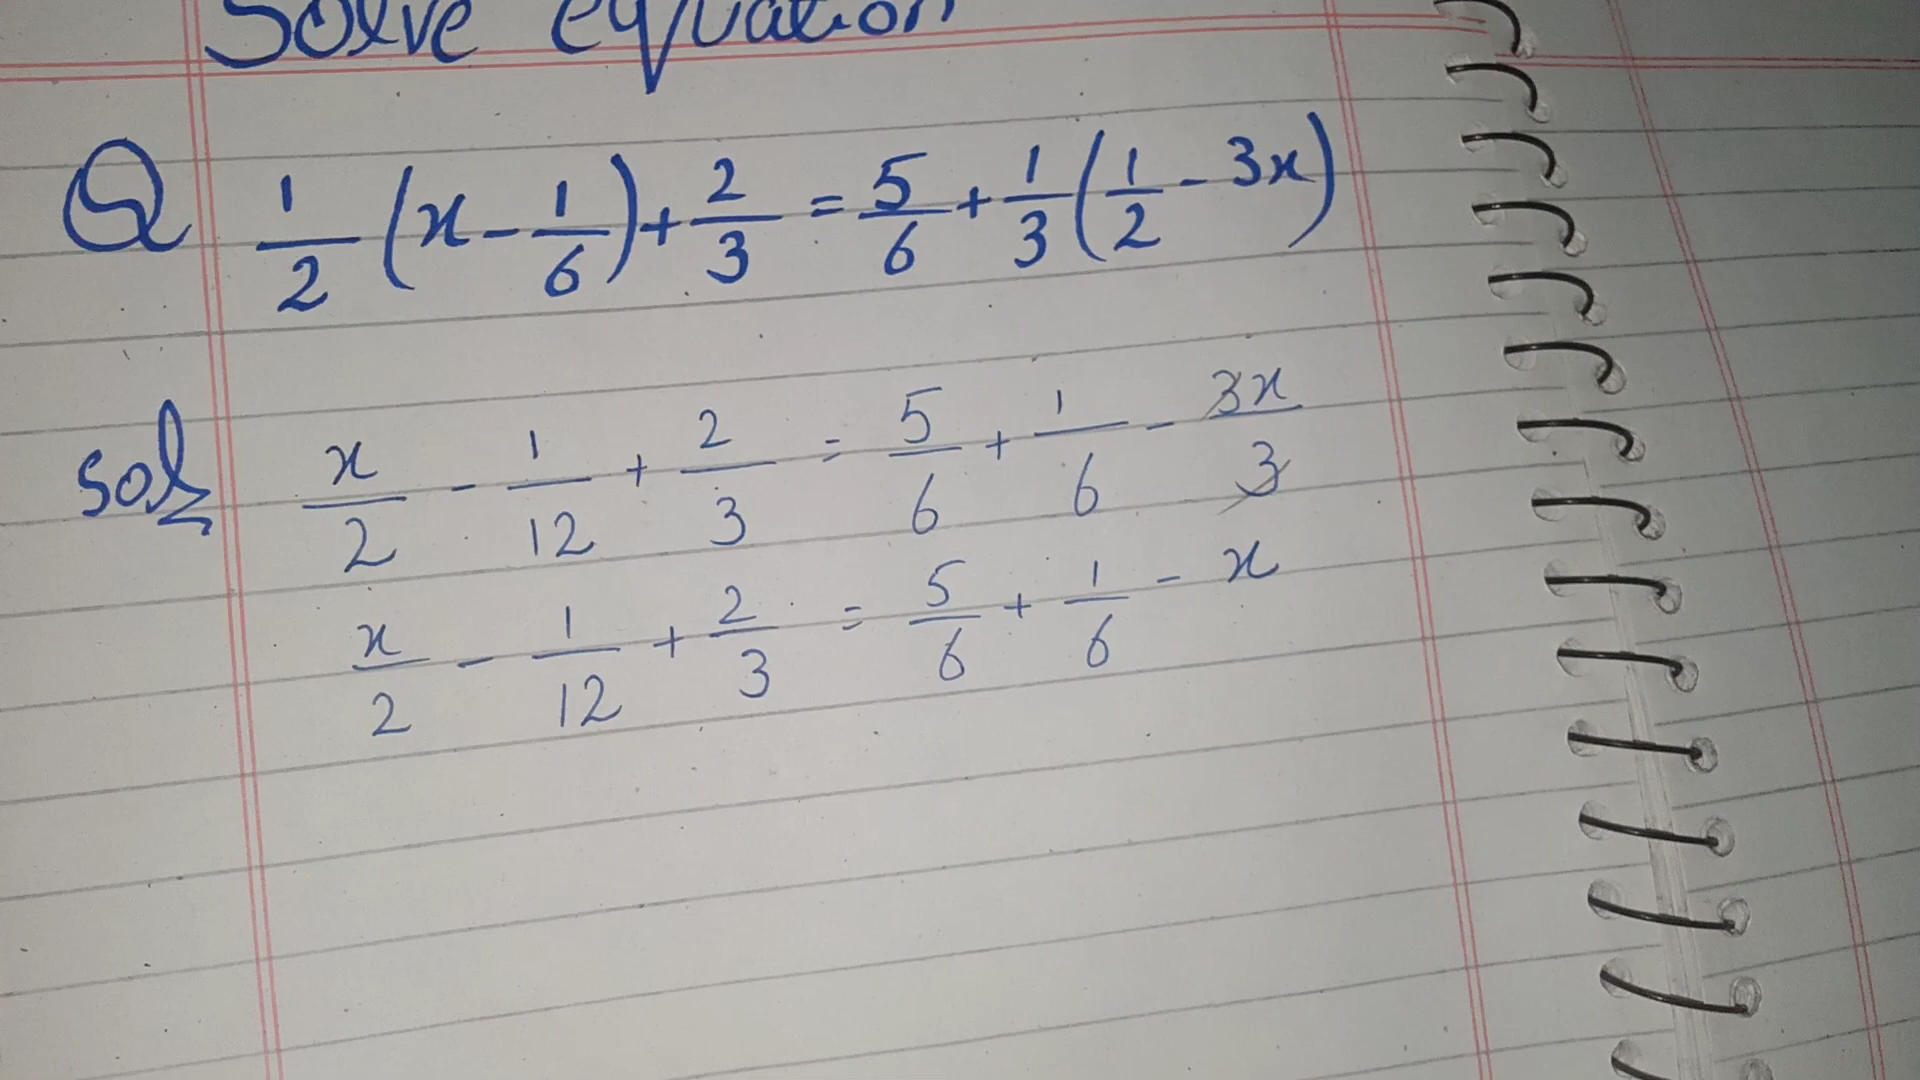 Solve equation
Q 1/2 (x - 1/6) + 2/3 = 5/6 + 1/3 (1/2 - 3x)
Sol x/2 - 1/12 + 2/3 = 5/6 + 1/6 - 3x/3
x/2 - 1/12 + 2/3 = 5/6 + 1/6 - x